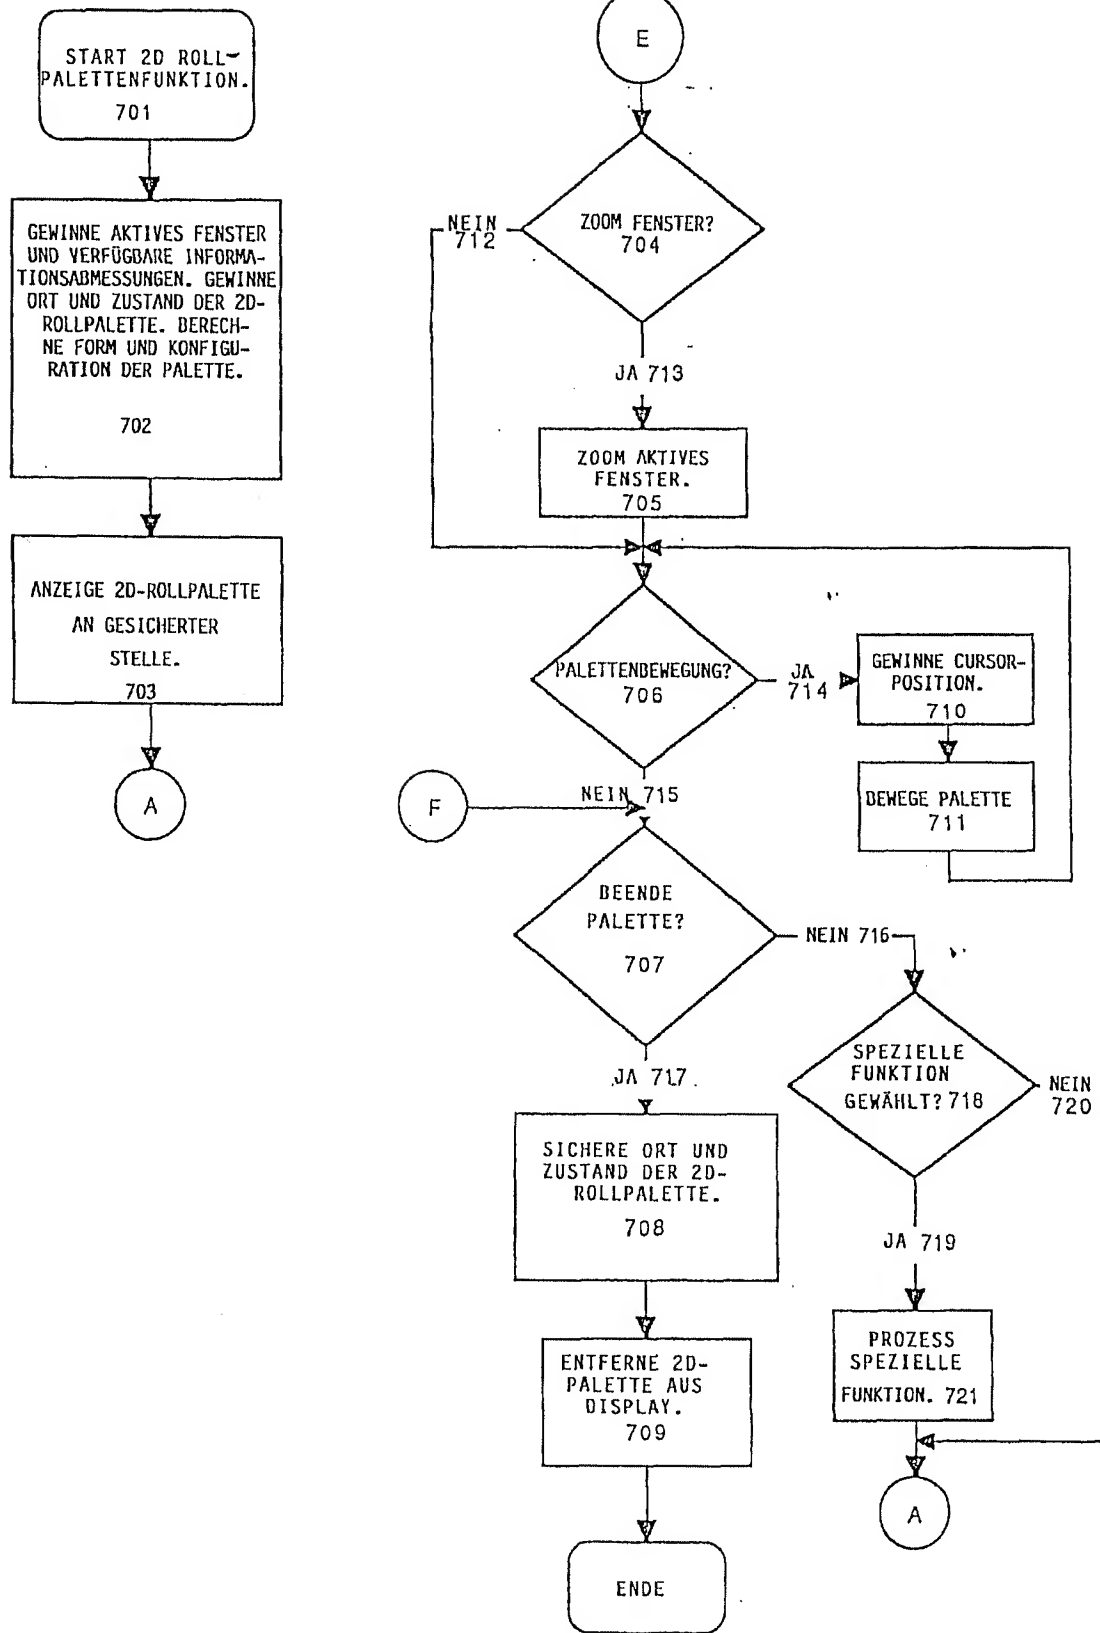 START 2D ROLL-
PALETTENFUNKTION.
701
GEWINNE AKTIVES FENSTER
UND VERFÜGBARE INFORMA-
TIONSABMESSUNGEN. GEWINNE
ORT UND ZUSTAND DER 2D-
ROLLPALETTE. BERECH-
NE FORM UND KONFIGU-
RATION DER PALETTE.
702
ANZEIGE 2D-ROLLPALETTE
AN GESICHERTER
STELLE.
703
A
E
ZOOM FENSTER?
704
NEIN
712
JA 713
ZOOM AKTIVES
FENSTER.
705
PALETTENBEWEGUNG?
706
JA
714
GEWINNE CURSOR-
POSITION.
710
BEWEGE PALETTE
711
NEIN 715
F
BEENDE
PALETTE?
707
NEIN 716
JA 717
SPEZIELLE
FUNKTION
GEWÄHLT? 718
NEIN
720
SICHERE ORT UND
ZUSTAND DER 2D-
ROLLPALETTE.
708
JA 719
ENTFERNE 2D-
PALETTE AUS
DISPLAY.
709
PROZESS
SPEZIELLE
FUNKTION. 721
A
ENDE